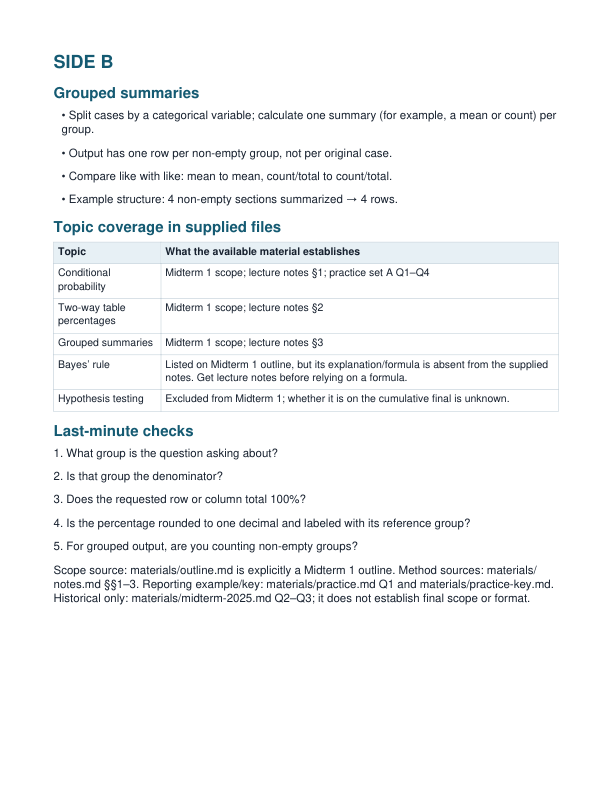 SIDE B
Grouped summaries
• Split cases by a categorical variable; calculate one summary (for example, a mean or count) per
group.
• Output has one row per non-empty group, not per original case.
• Compare like with like: mean to mean, count/total to count/total.
• Example structure: 4 non-empty sections summarized → 4 rows.
Topic coverage in supplied files
Topic What the available material establishes
Conditional
probability
Midterm 1 scope; lecture notes §1; practice set A Q1–Q4
Two-way table
percentages
Midterm 1 scope; lecture notes §2
Grouped summaries Midterm 1 scope; lecture notes §3
Bayes’ rule
Listed on Midterm 1 outline, but its explanation/formula is absent from the supplied
notes. Get lecture notes before relying on a formula.
Hypothesis testing Excluded from Midterm 1; whether it is on the cumulative final is unknown.
Last-minute checks
1. What group is the question asking about?
2. Is that group the denominator?
3. Does the requested row or column total 100%?
4. Is the percentage rounded to one decimal and labeled with its reference group?
5. For grouped output, are you counting non-empty groups?
Scope source: materials/outline.md is explicitly a Midterm 1 outline. Method sources: materials/
notes.md §§1–3. Reporting example/key: materials/practice.md Q1 and materials/practice-key.md.
Historical only: materials/midterm-2025.md Q2–Q3; it does not establish final scope or format.